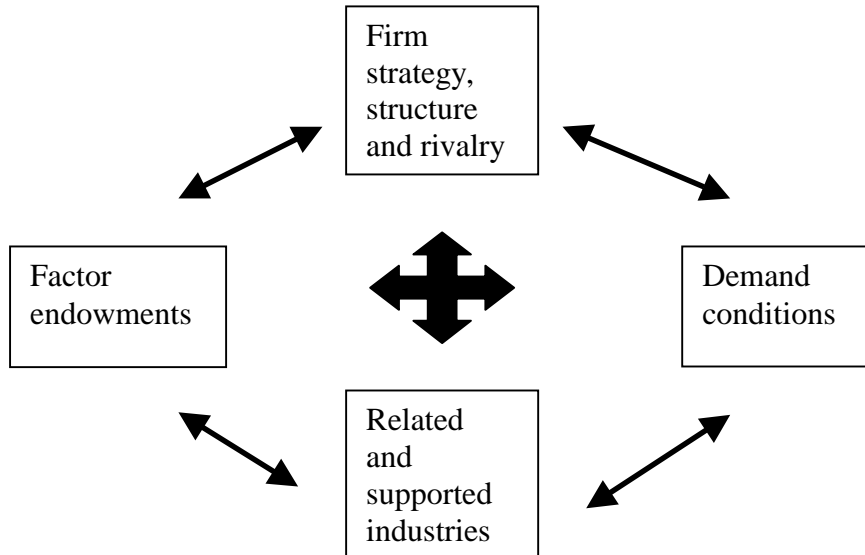 Firm
strategy,
structure
and rivalry
Factor
endowments
Demand
conditions
Related
and
supported
industries